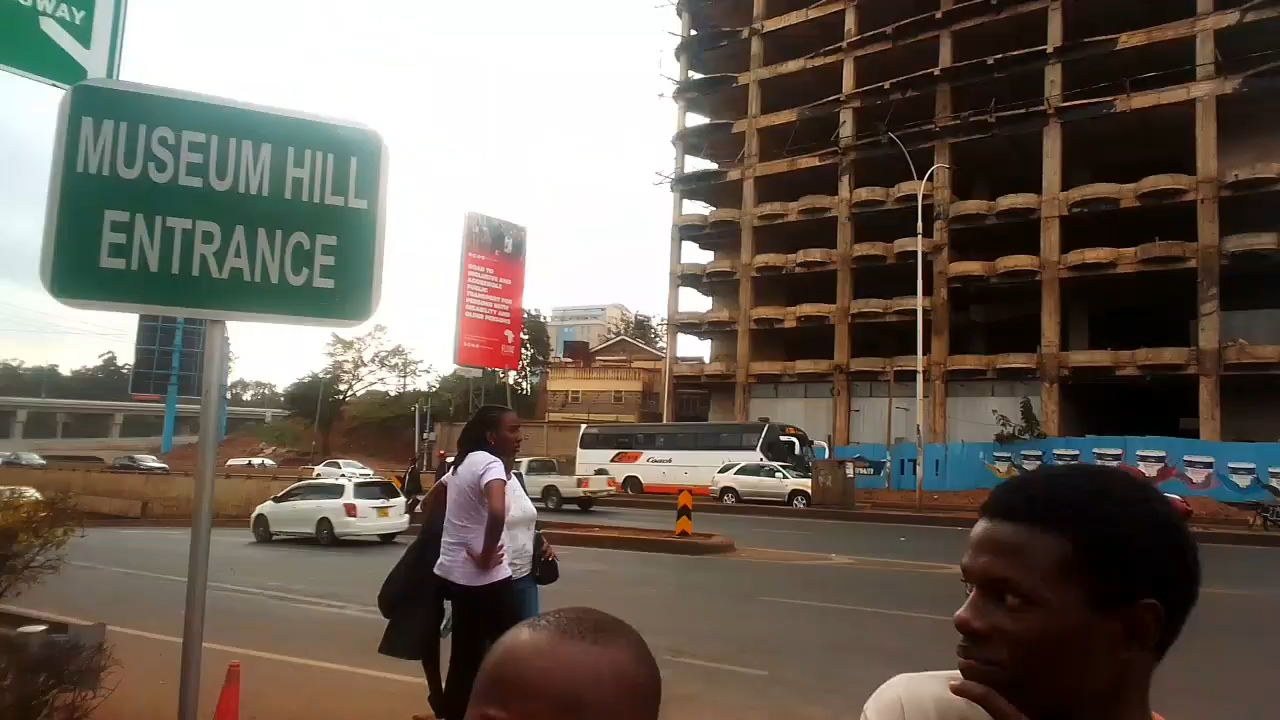 WAY
MUSEUM HILL
ENTRANCE
ROAD TO
INCLUSIVE AND
ACCESSIBLE
PUBLIC
TRANSPORT FOR
PERSONS WITH
DISABILITY AND
OLDER PERSONS
Coach